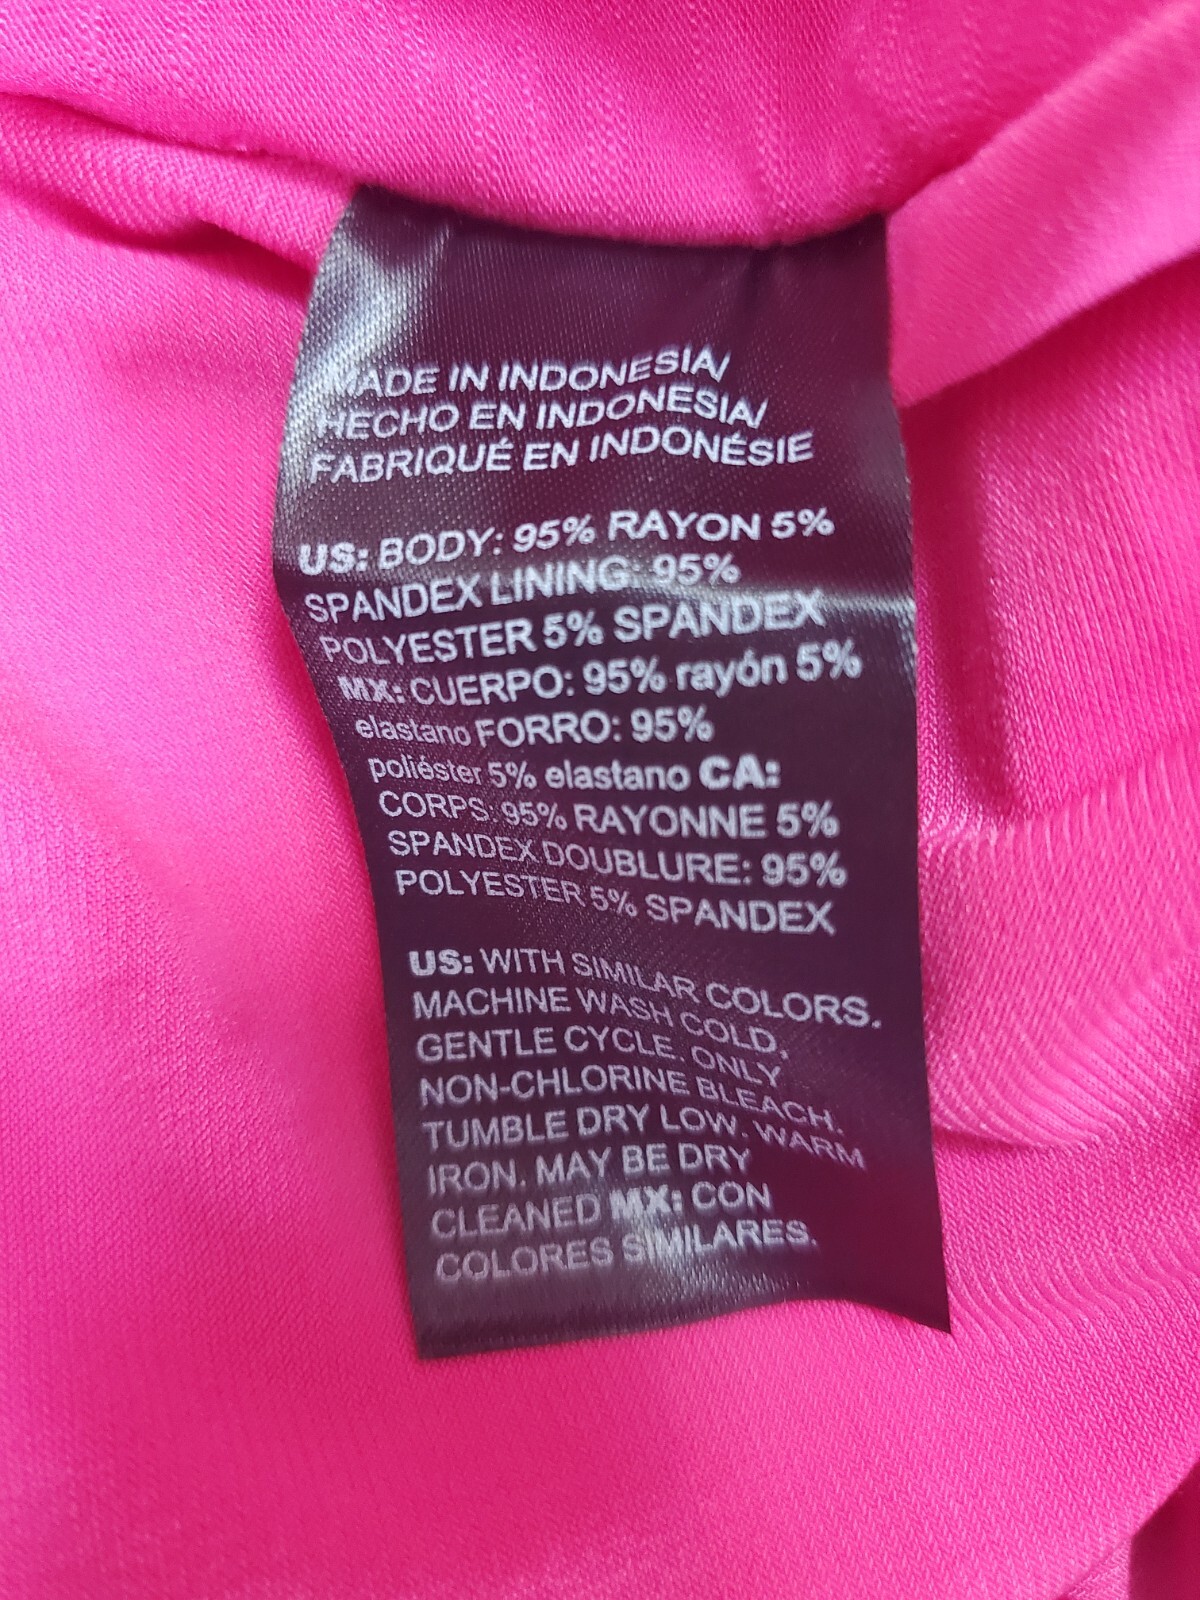 MADE IN INDONESIA/
HECHO EN INDONESIA/
FABRIQUÉ EN INDONÉSIE
US: BODY: 95% RAYON 5%
SPANDEX LINING: 95%
POLYESTER 5% SPANDEX
MX: CUERPO: 95% rayón 5%
elastano FORRO: 95%
poliéster 5% elastano CA:
CORPS: 95% RAYONNE 5%
SPANDEX DOUBLURE: 95%
POLYESTER 5% SPANDEX
US: WITH SIMILAR COLORS.
MACHINE WASH COLD,
GENTLE CYCLE. ONLY
NON-CHLORINE BLEACH.
TUMBLE DRY LOW. WARM
IRON. MAY BE DRY
CLEANED MX: CON
COLORES SIMILARES.